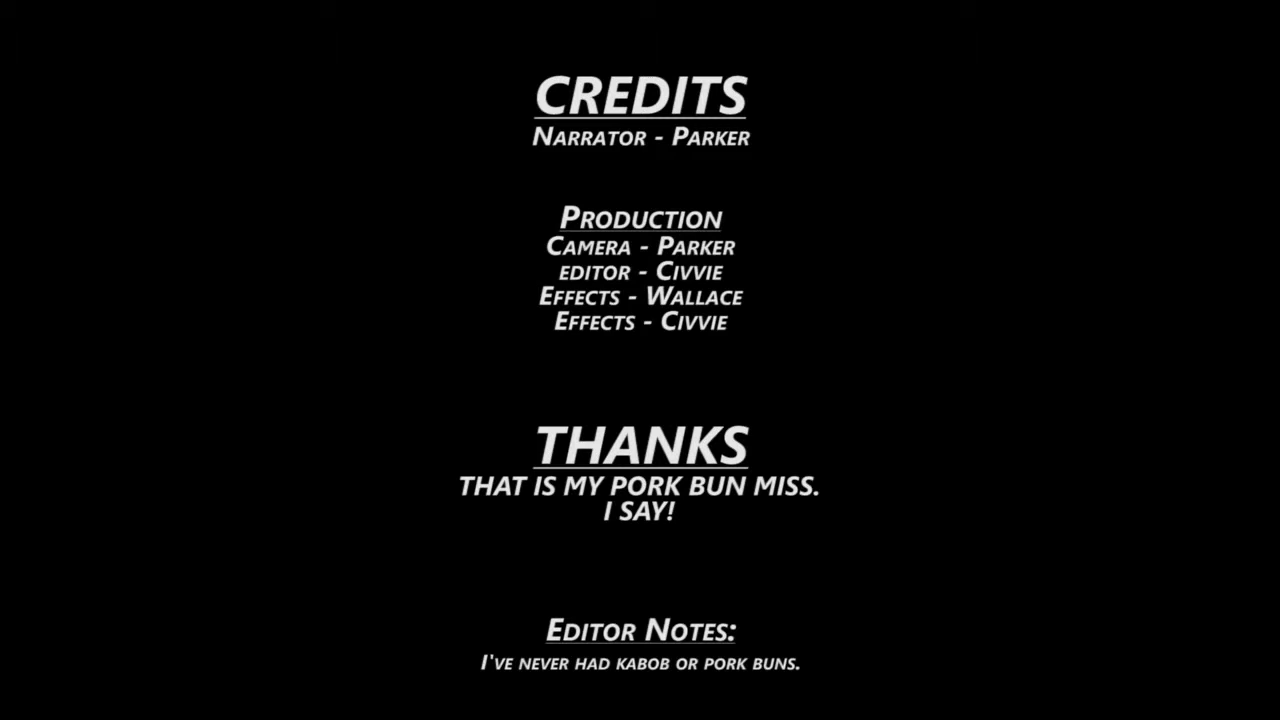 CREDITS
Narrator - Parker
Production
Camera - Parker
editor - Civvie
Effects - Wallace
Effects - Civvie
THANKS
THAT IS MY PORK BUN MISS.
I SAY!
Editor Notes:
I've never had kabob or pork buns.